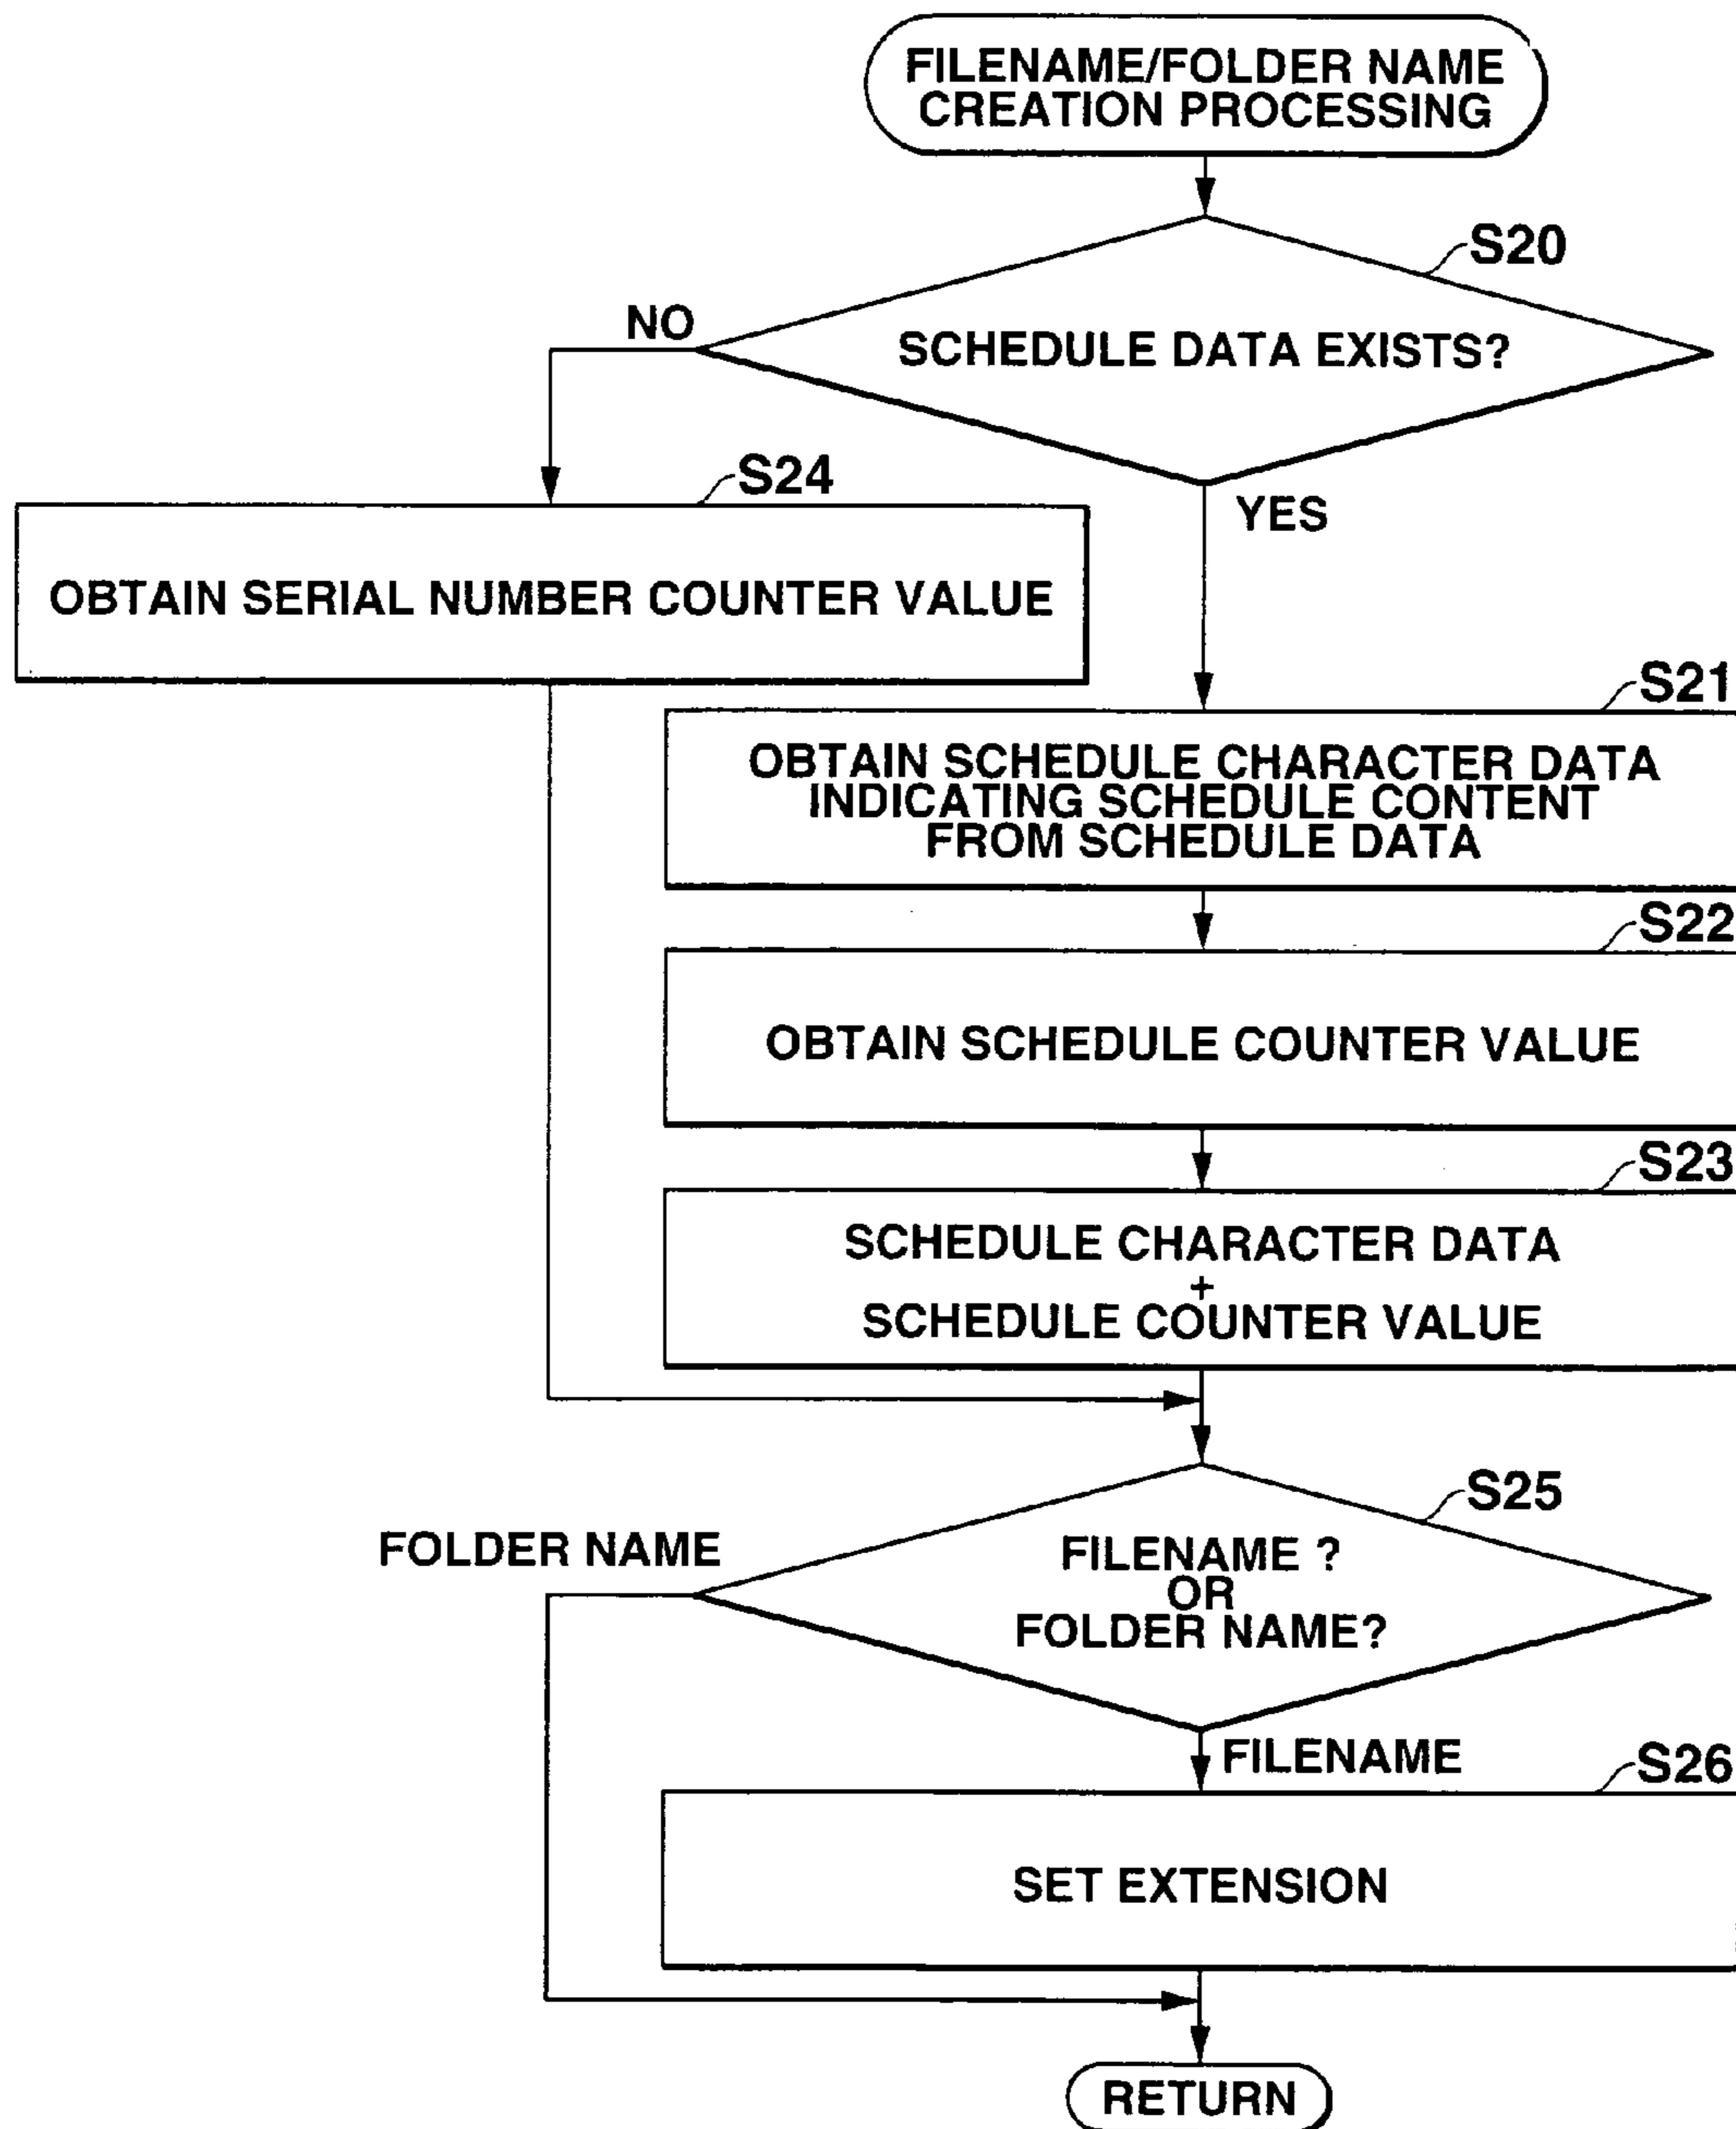 FILENAME/FOLDER NAME
CREATION PROCESSING
S20
NO
SCHEDULE DATA EXISTS?
S24
YES
OBTAIN SERIAL NUMBER COUNTER VALUE
S21
OBTAIN SCHEDULE CHARACTER DATA
INDICATING SCHEDULE CONTENT
FROM SCHEDULE DATA
S22
OBTAIN SCHEDULE COUNTER VALUE
S23
SCHEDULE CHARACTER DATA
+
SCHEDULE COUNTER VALUE
S25
FOLDER NAME
FILENAME ?
OR
FOLDER NAME?
FILENAME
S26
SET EXTENSION
RETURN